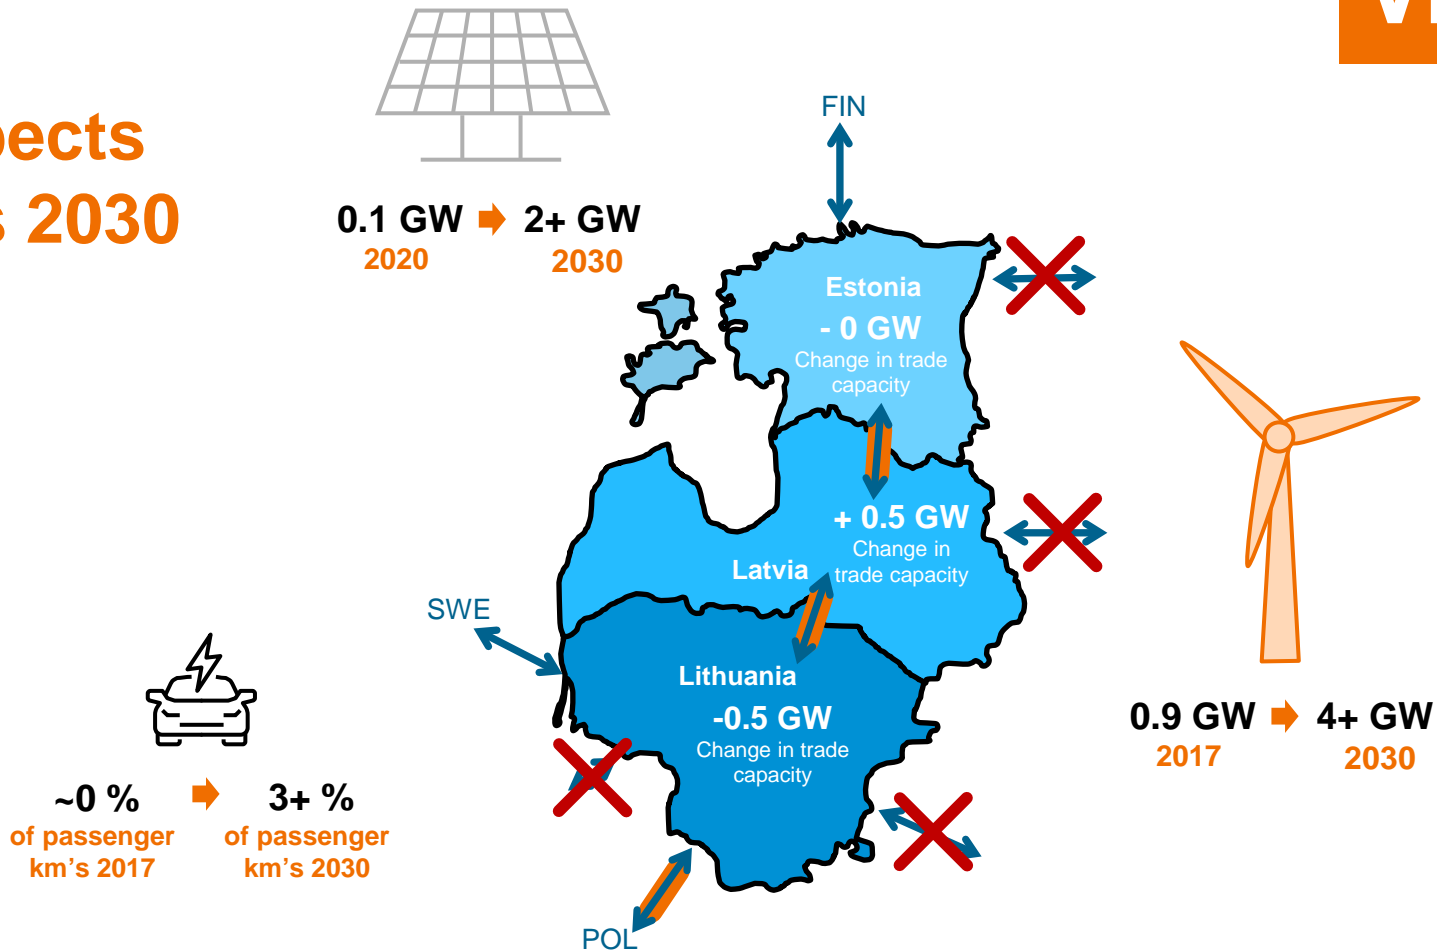 2030
0.1 GW 2+ GW
2020 2030
FIN
Estonia
- 0 GW
Change in trade
capacity
+ 0.5 GW
Change in
trade capacity
Latvia
SWE
Lithuania
-0.5 GW
Change in trade
capacity
POL
0.9 GW 4+ GW
2017 2030
~0 % 3+ %
of passenger of passenger
km's 2017 km's 2030